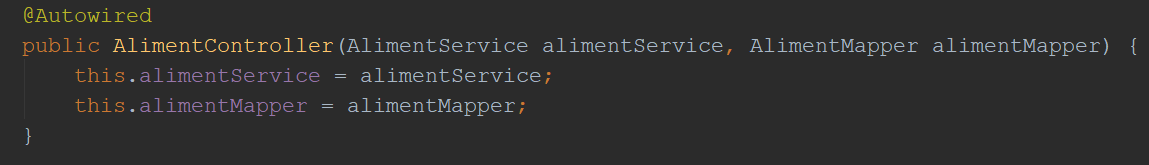 @Autowired
public AlimentController(AlimentService alimentService, AlimentMapper alimentMapper) {
    this.alimentService = alimentService;
    this.alimentMapper = alimentMapper;
}